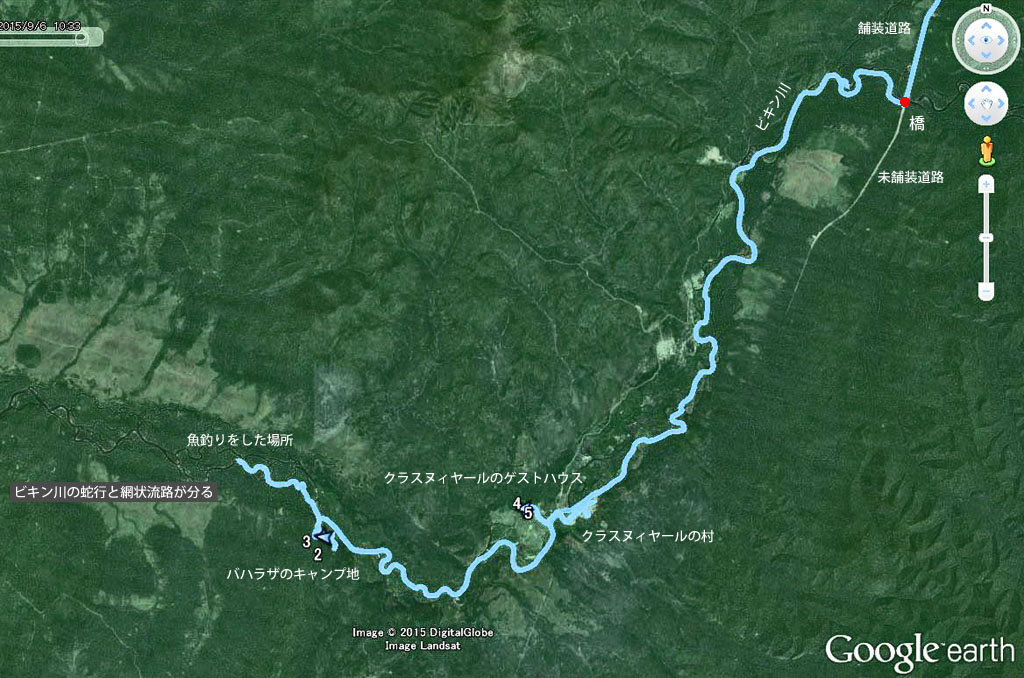 2015/9/6 10:33
舗装道路
N
ビキン川
橋
未舗装道路
魚釣りをした場所
クラスヌィヤールのゲストハウス
ビキン川の蛇行と網状流路が分る
4
5
クラスヌィヤールの村
3
2
バハラザのキャンプ地
Image © 2015 DigitalGlobe
Image Landsat
Google earth